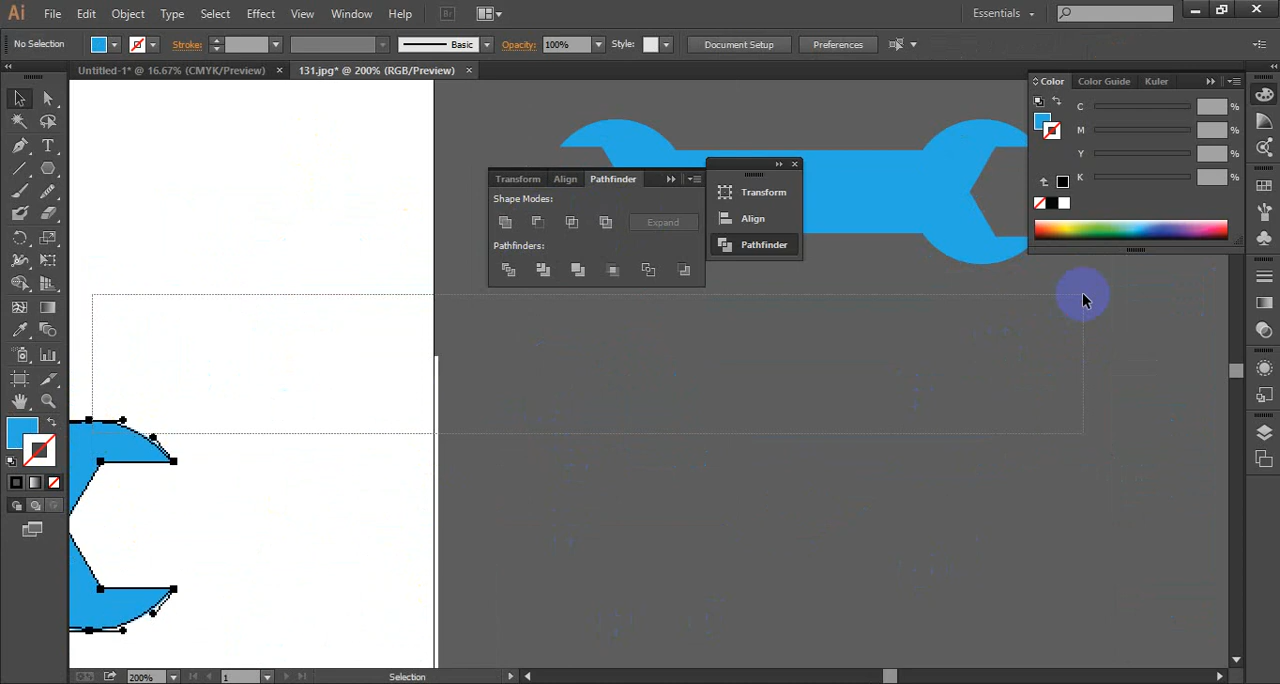 Ai File Edit Object Type Select Effect View Window Help Br Essentials
No Selection Stroke: Basic Opacity: 100% Style: Document Setup Preferences
Untitled-1* @ 16.67% (CMYK/Preview) × 131.jpg* @ 200% (RGB/Preview) ×
Color Color Guide Kuler
C %
M %
Y %
K %
Transform Align Pathfinder
Shape Modes:
Expand
Pathfinders:
Transform
Align
Pathfinder
T
200% 1 Selection